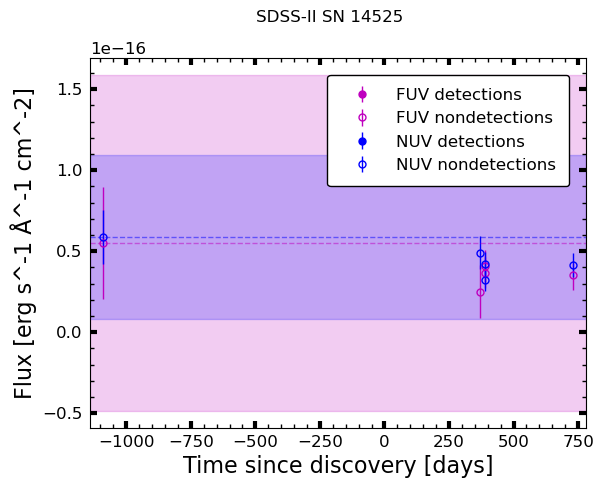 SDSS-II SN 14525
1e−16
FUV detections
FUV nondetections
NUV detections
NUV nondetections
1.5
1.0
0.5
0.0
−0.5
Flux [erg s^-1 Å^-1 cm^-2]
−1000 −750 −500 −250 0 250 500 750
Time since discovery [days]